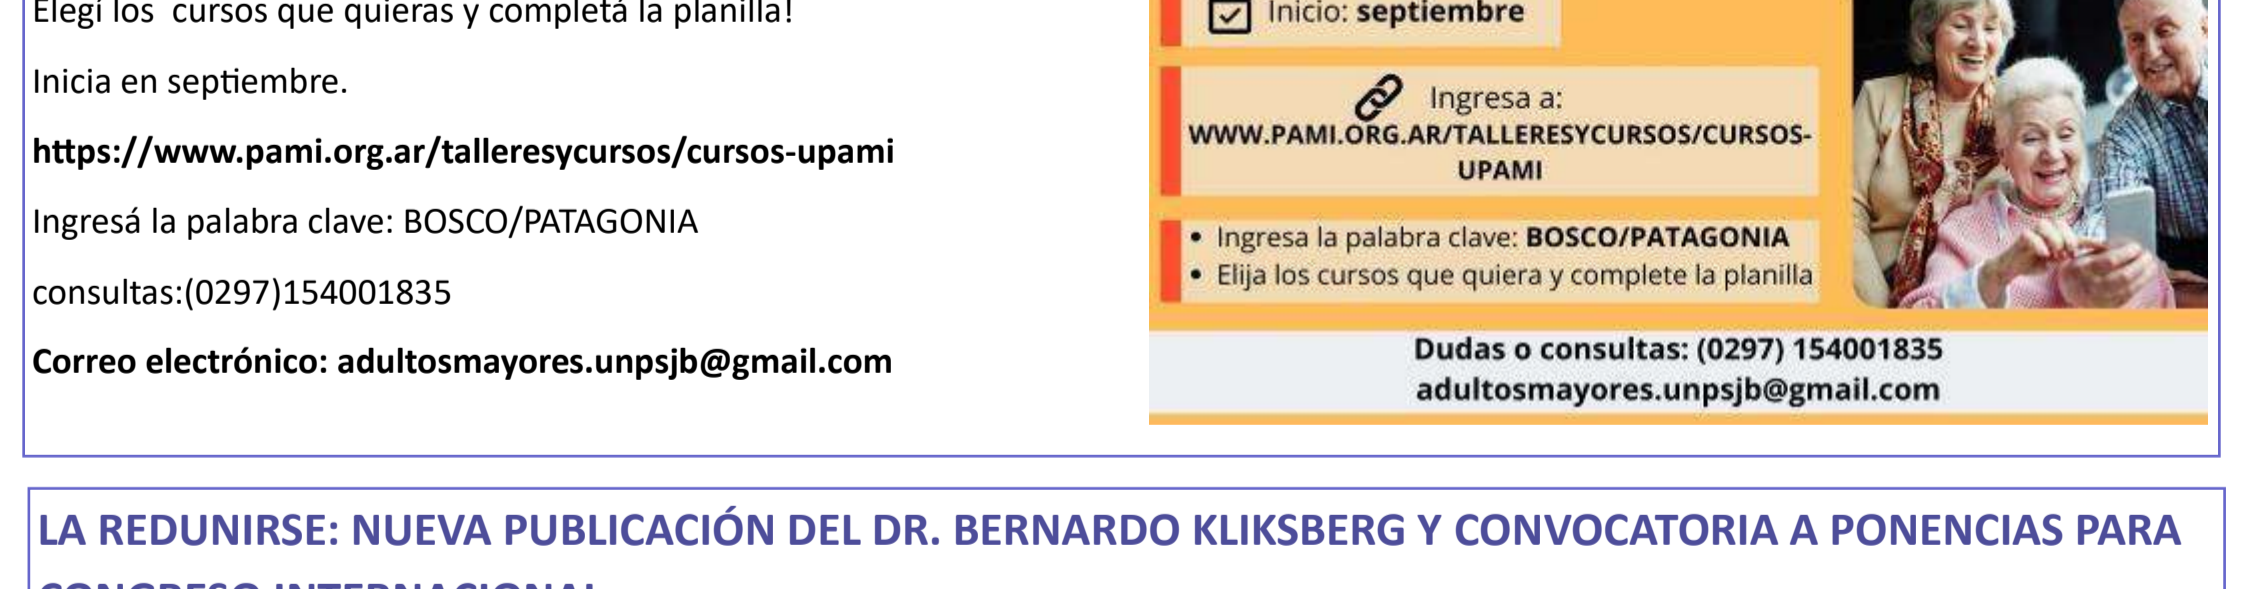 Elegí los cursos que quieras y completá la planilla!
Inicia en septiembre.
https://www.pami.org.ar/talleresycursos/cursos-upami
Ingresá la palabra clave: BOSCO/PATAGONIA
consultas:(0297)154001835
Correo electrónico: adultosmayores.unpsjb@gmail.com
Inicio: septiembre
Ingresa a:
WWW.PAMI.ORG.AR/TALLERESYCURSOS/CURSOS-
UPAMI
• Ingresa la palabra clave: BOSCO/PATAGONIA
• Elija los cursos que quiera y complete la planilla
Dudas o consultas: (0297) 154001835
adultosmayores.unpsjb@gmail.com
LA REDUNIRSE: NUEVA PUBLICACIÓN DEL DR. BERNARDO KLIKSBERG Y CONVOCATORIA A PONENCIAS PARA
CONGRESO INTERNACIONAL